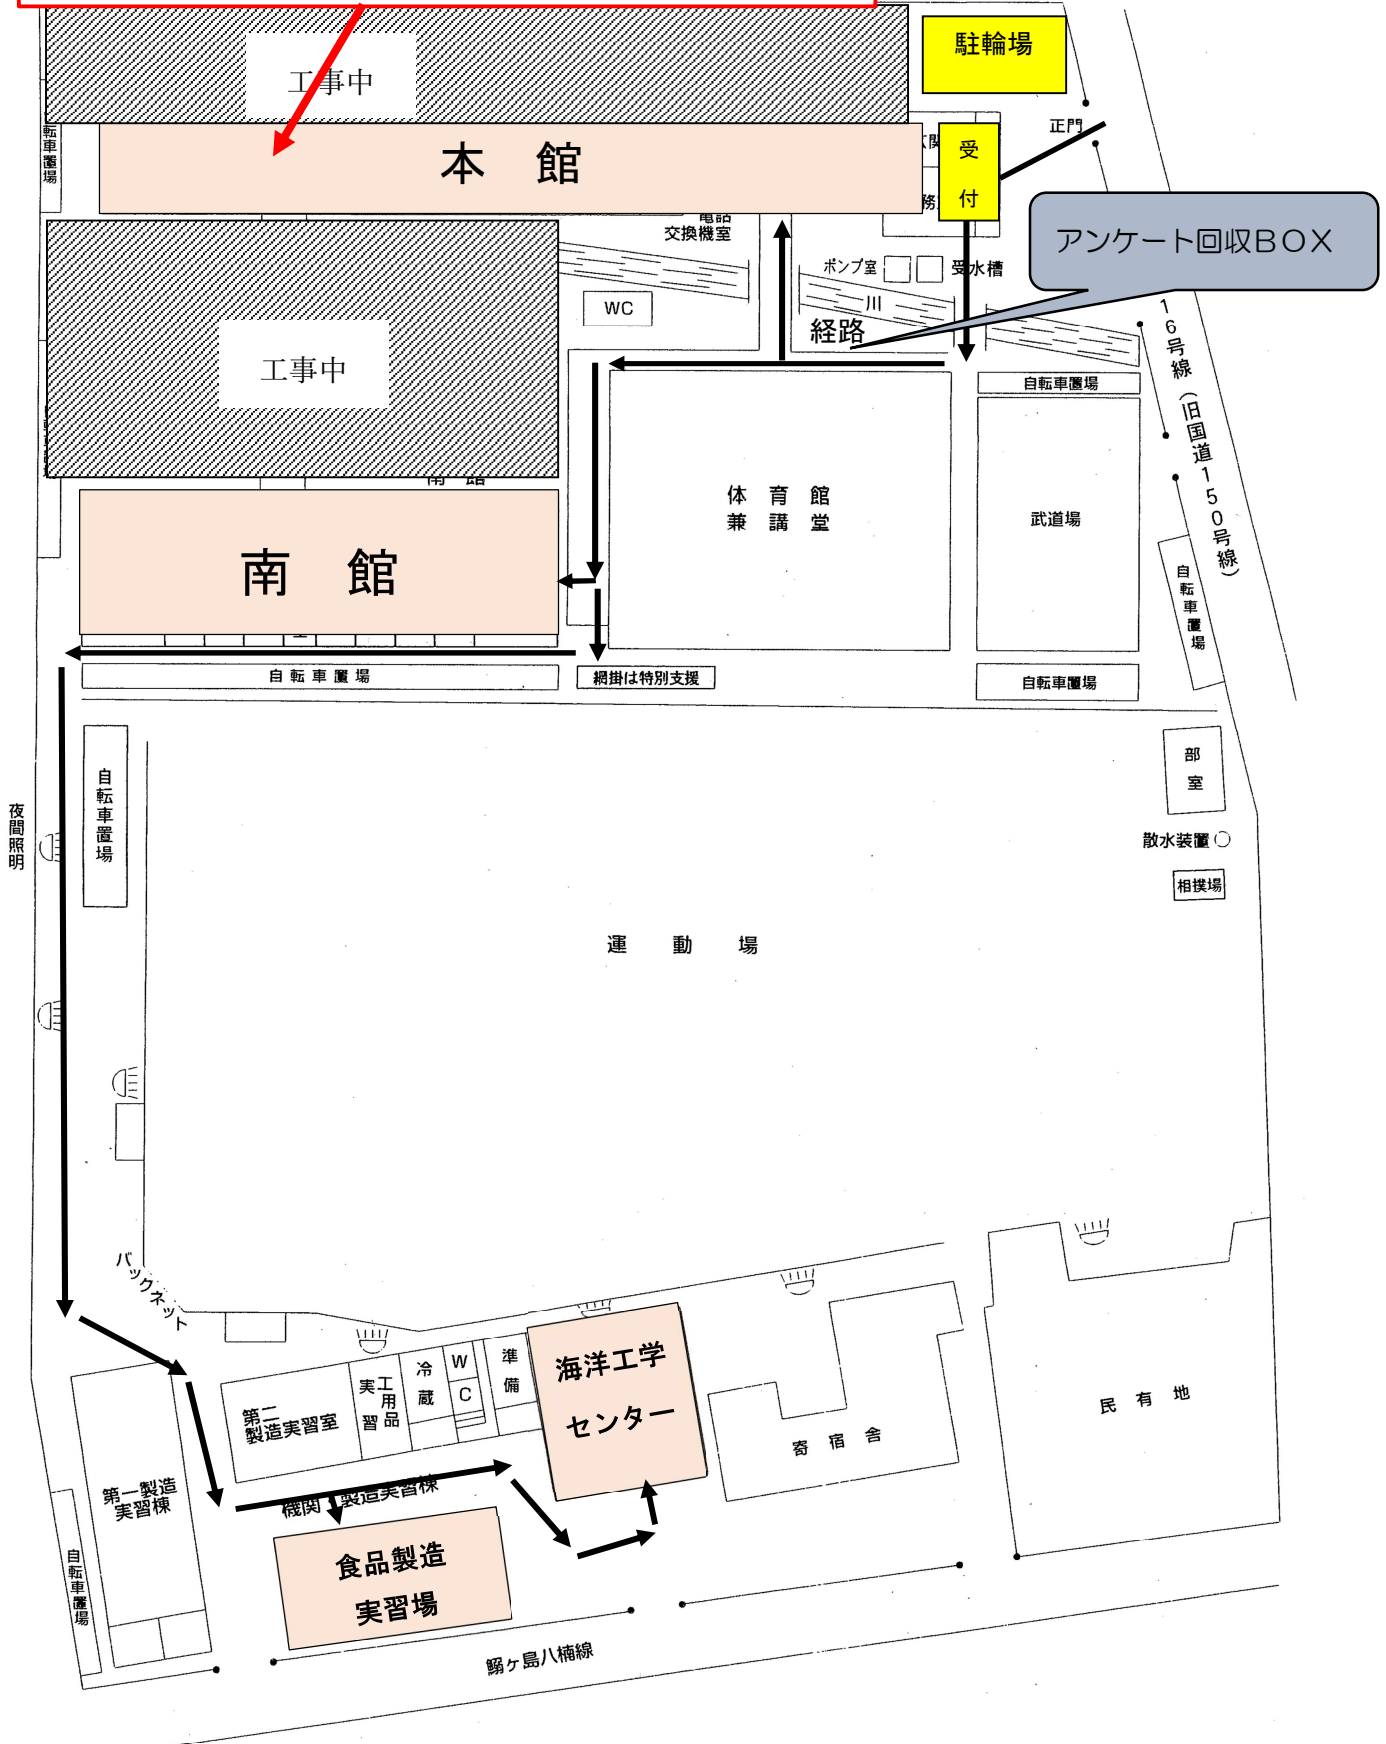 工事中
駐輪場
転車置場
本 館
受
付
正門
電話
交換機室
ポンプ室
受水槽
アンケート回収BOX
WC
川
経路
16号線(旧国道150号線)
工事中
自転車置場
体 育 館
兼 講 堂
武道場
自転車置場
南 館
南 館
自転車置場
網掛は特別支援
自転車置場
部室
自転車置場
夜間照明
散水装置
相撲場
運 動 場
バックネット
海洋工学
センター
準備
W
C
冷蔵
実習
工用品
第二
製造実習室
民 有 地
寄 宿 舎
第一製造
実習棟
機関
製造実習棟
食品製造
実習場
自転車置場
鰯ヶ島八楠線